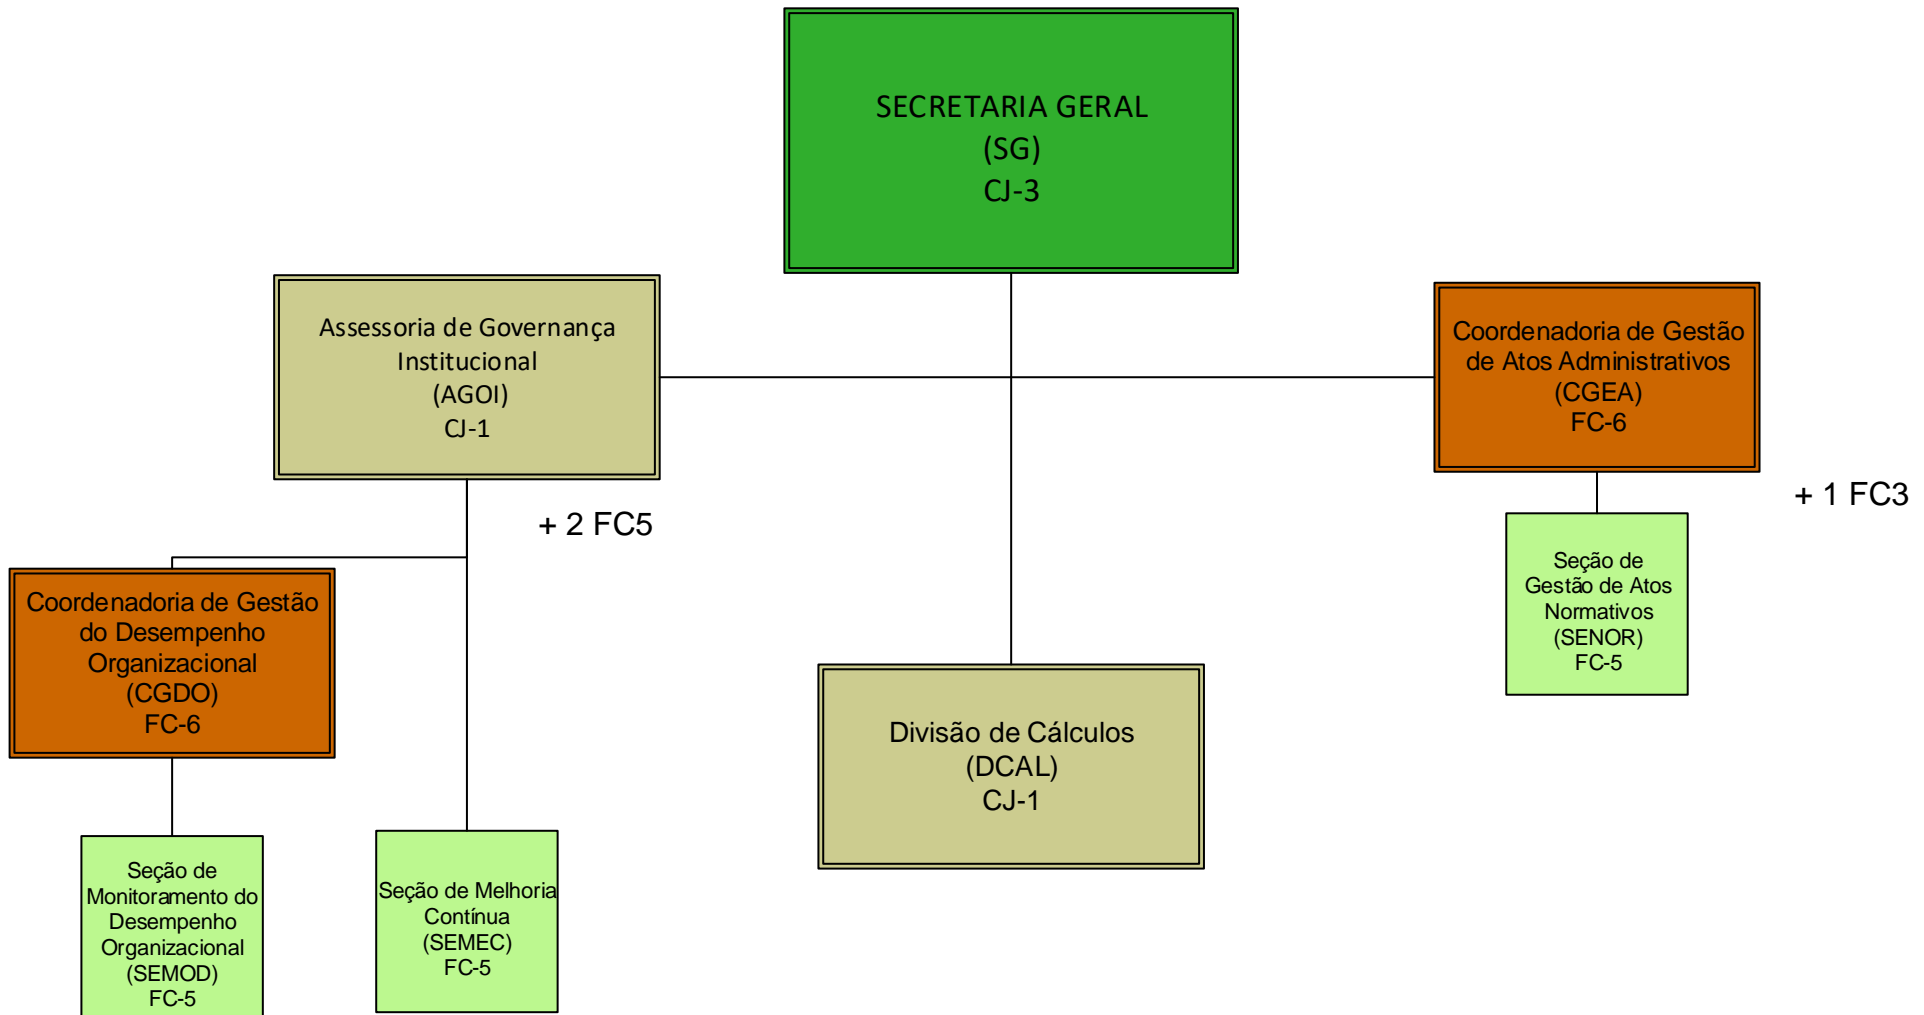 SECRETARIA GERAL
(SG)
CJ-3
Assessoria de Governança
Institucional
(AGOI)
CJ-1
Coordenadoria de Gestão
de Atos Administrativos
(CGEA)
FC-6
+ 2 FC5
+ 1 FC3
Coordenadoria de Gestão
do Desempenho
Organizacional
(CGDO)
FC-6
Seção de
Gestão de Atos
Normativos
(SENOR)
FC-5
Divisão de Cálculos
(DCAL)
CJ-1
Seção de
Monitoramento do
Desempenho
Organizacional
(SEMOD)
FC-5
Seção de Melhoria
Contínua
(SEMEC)
FC-5